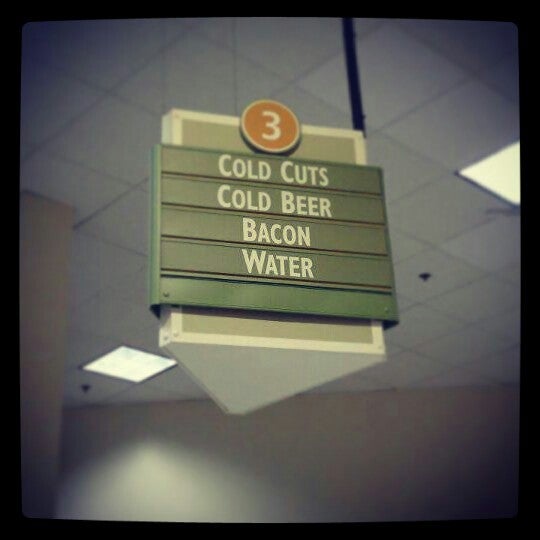 3
COLD CUTS
COLD BEER
BACON
WATER